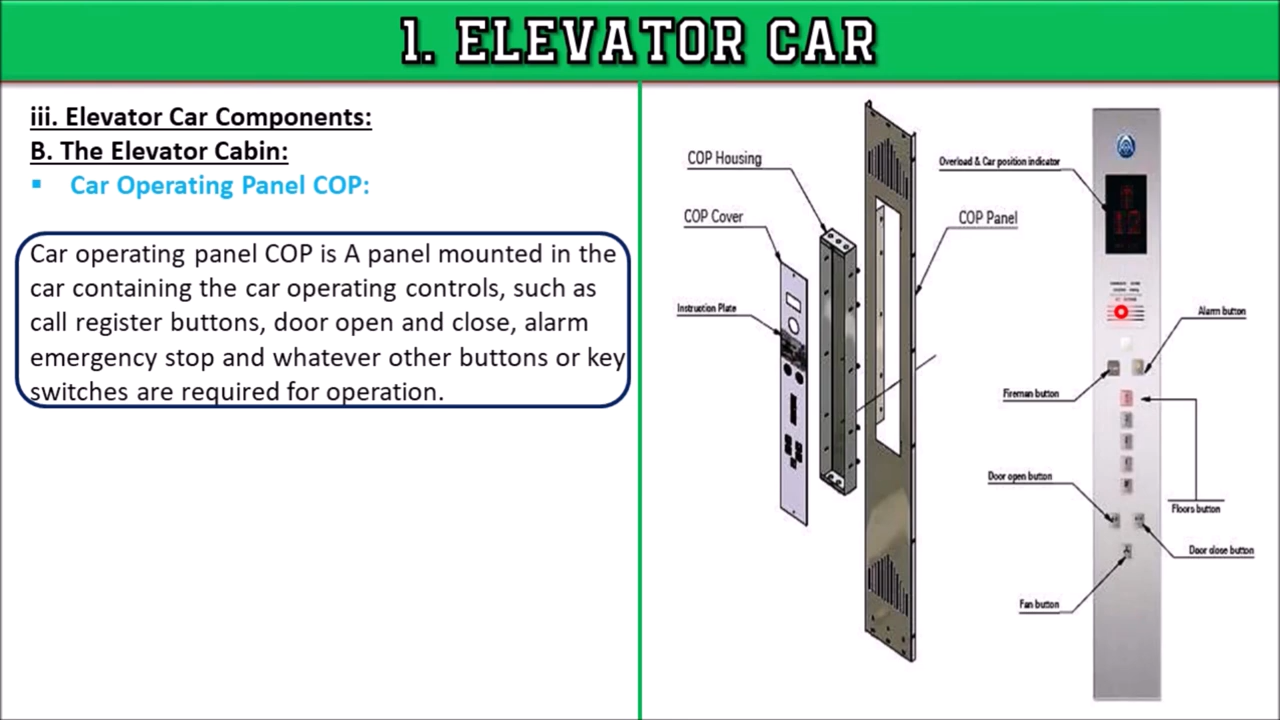 1. ELEVATOR CAR
iii. Elevator Car Components:
B. The Elevator Cabin:
▪ Car Operating Panel COP:
Car operating panel COP is A panel mounted in the
car containing the car operating controls, such as
call register buttons, door open and close, alarm
emergency stop and whatever other buttons or key
switches are required for operation.
COP Housing
COP Cover
Instruction Plate
COP Panel
Overload & Car position indicator
12
Alarm button
Fireman button
Door open button
Floors button
Door close button
Fan button